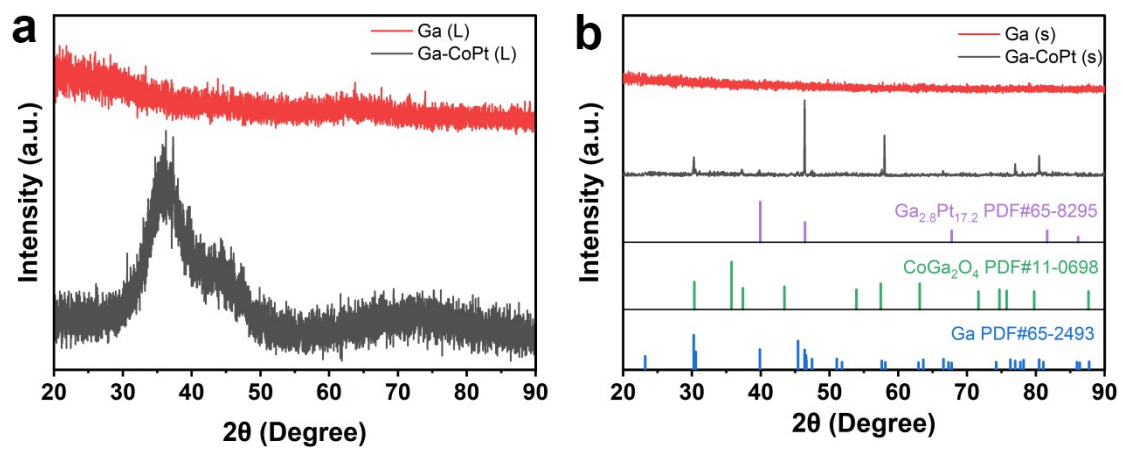 a
Ga (L)
Ga-CoPt (L)
Intensity (a.u.)
20 30 40 50 60 70 80 90
2θ (Degree)
b
Ga (s)
Ga-CoPt (s)
Intensity (a.u.)
Ga₂.₈Pt₁₇.₂ PDF#65-8295
CoGa₂O₄ PDF#11-0698
Ga PDF#65-2493
20 30 40 50 60 70 80 90
2θ (Degree)